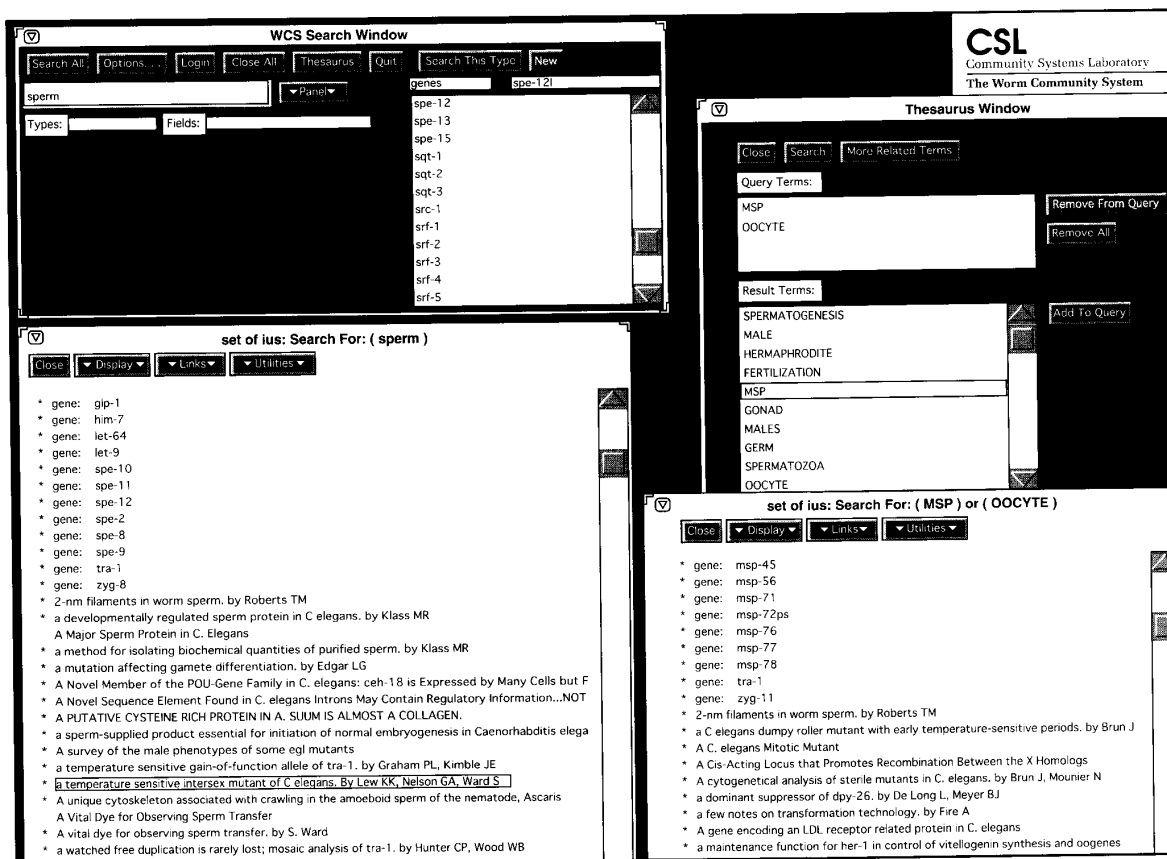 WCS Search Window
Search All Options... Login Close All Thesaurus Quit Search This Type New
sperm
▼Panel▼
genes spe-12l
Types: Fields:
spe-12
spe-13
spe-15
sqt-1
sqt-2
sqt-3
src-1
srf-1
srf-2
srf-3
srf-4
srf-5
CSL
Community Systems Laboratory
The Worm Community System
Thesaurus Window
Close Search More Related Terms
Query Terms:
MSP
OOCYTE
Remove From Query
Remove All
Result Terms:
SPERMATOGENESIS
MALE
HERMAPHRODITE
FERTILIZATION
MSP
GONAD
MALES
GERM
SPERMATOZOA
OOCYTE
Add To Query
set of ius: Search For: ( sperm )
Close ▼ Display ▼ ▼ Links▼ ▼ Utilities ▼
* gene: gip-1
* gene: him-7
* gene: let-64
* gene: let-9
* gene: spe-10
* gene: spe-11
* gene: spe-12
* gene: spe-2
* gene: spe-8
* gene: spe-9
* gene: tra-1
* gene: zyg-8
* 2-nm filaments in worm sperm. by Roberts TM
* a developmentally regulated sperm protein in C elegans. by Klass MR
A Major Sperm Protein in C. Elegans
* a method for isolating biochemical quantities of purified sperm. by Klass MR
* a mutation affecting gamete differentiation. by Edgar LG
* A Novel Member of the POU-Gene Family in C. elegans: ceh-18 is Expressed by Many Cells but F
* A Novel Sequence Element Found in C. elegans Introns May Contain Regulatory Information...NOT
* A PUTATIVE CYSTEINE RICH PROTEIN IN A. SUUM IS ALMOST A COLLAGEN.
* a sperm-supplied product essential for initiation of normal embryogenesis in Caenorhabditis elega
* A survey of the male phenotypes of some egl mutants
* a temperature sensitive gain-of-function allele of tra-1. by Graham PL, Kimble JE
* a temperature sensitive intersex mutant of C elegans. By Lew KK, Nelson GA, Ward S
* A unique cytoskeleton associated with crawling in the amoeboid sperm of the nematode, Ascaris
A Vital Dye for Observing Sperm Transfer
* A vital dye for observing sperm transfer. by S. Ward
* a watched free duplication is rarely lost; mosaic analysis of tra-1. by Hunter CP, Wood WB
set of ius: Search For: ( MSP ) or ( OOCYTE )
Close ▼ Display ▼ ▼ Links▼ ▼ Utilities ▼
* gene: msp-45
* gene: msp-56
* gene: msp-71
* gene: msp-72ps
* gene: msp-76
* gene: msp-77
* gene: msp-78
* gene: tra-1
* gene: zyg-11
* 2-nm filaments in worm sperm. by Roberts TM
* a C elegans dumpy roller mutant with early temperature-sensitive periods. by Brun J
* A C. elegans Mitotic Mutant
* A Cis-Acting Locus that Promotes Recombination Between the X Homologs
* A cytogenetical analysis of sterile mutants in C. elegans. by Brun J, Mounier N
* a dominant suppressor of dpy-26. by De Long L, Meyer BJ
* a few notes on transformation technology. by Fire A
* A gene encoding an LDL receptor related protein in C. elegans
* a maintenance function for her-1 in control of vitellogenin synthesis and oogenes